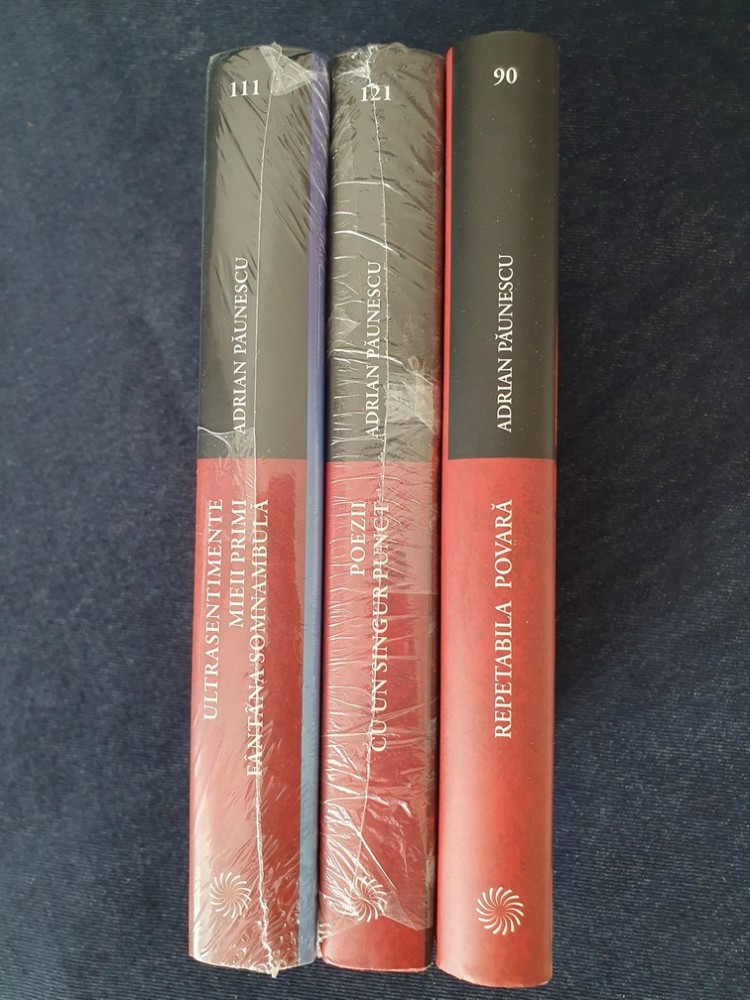 111
ADRIAN PĂUNESCU
ULTRASENTIMENTE
MIEII PRIMI
FÂNTÂNA SOMNAMBULĂ
121
ADRIAN PĂUNESCU
POEZII
CU UN SINGUR PUNCT
90
ADRIAN PĂUNESCU
REPETABILA POVARĂ